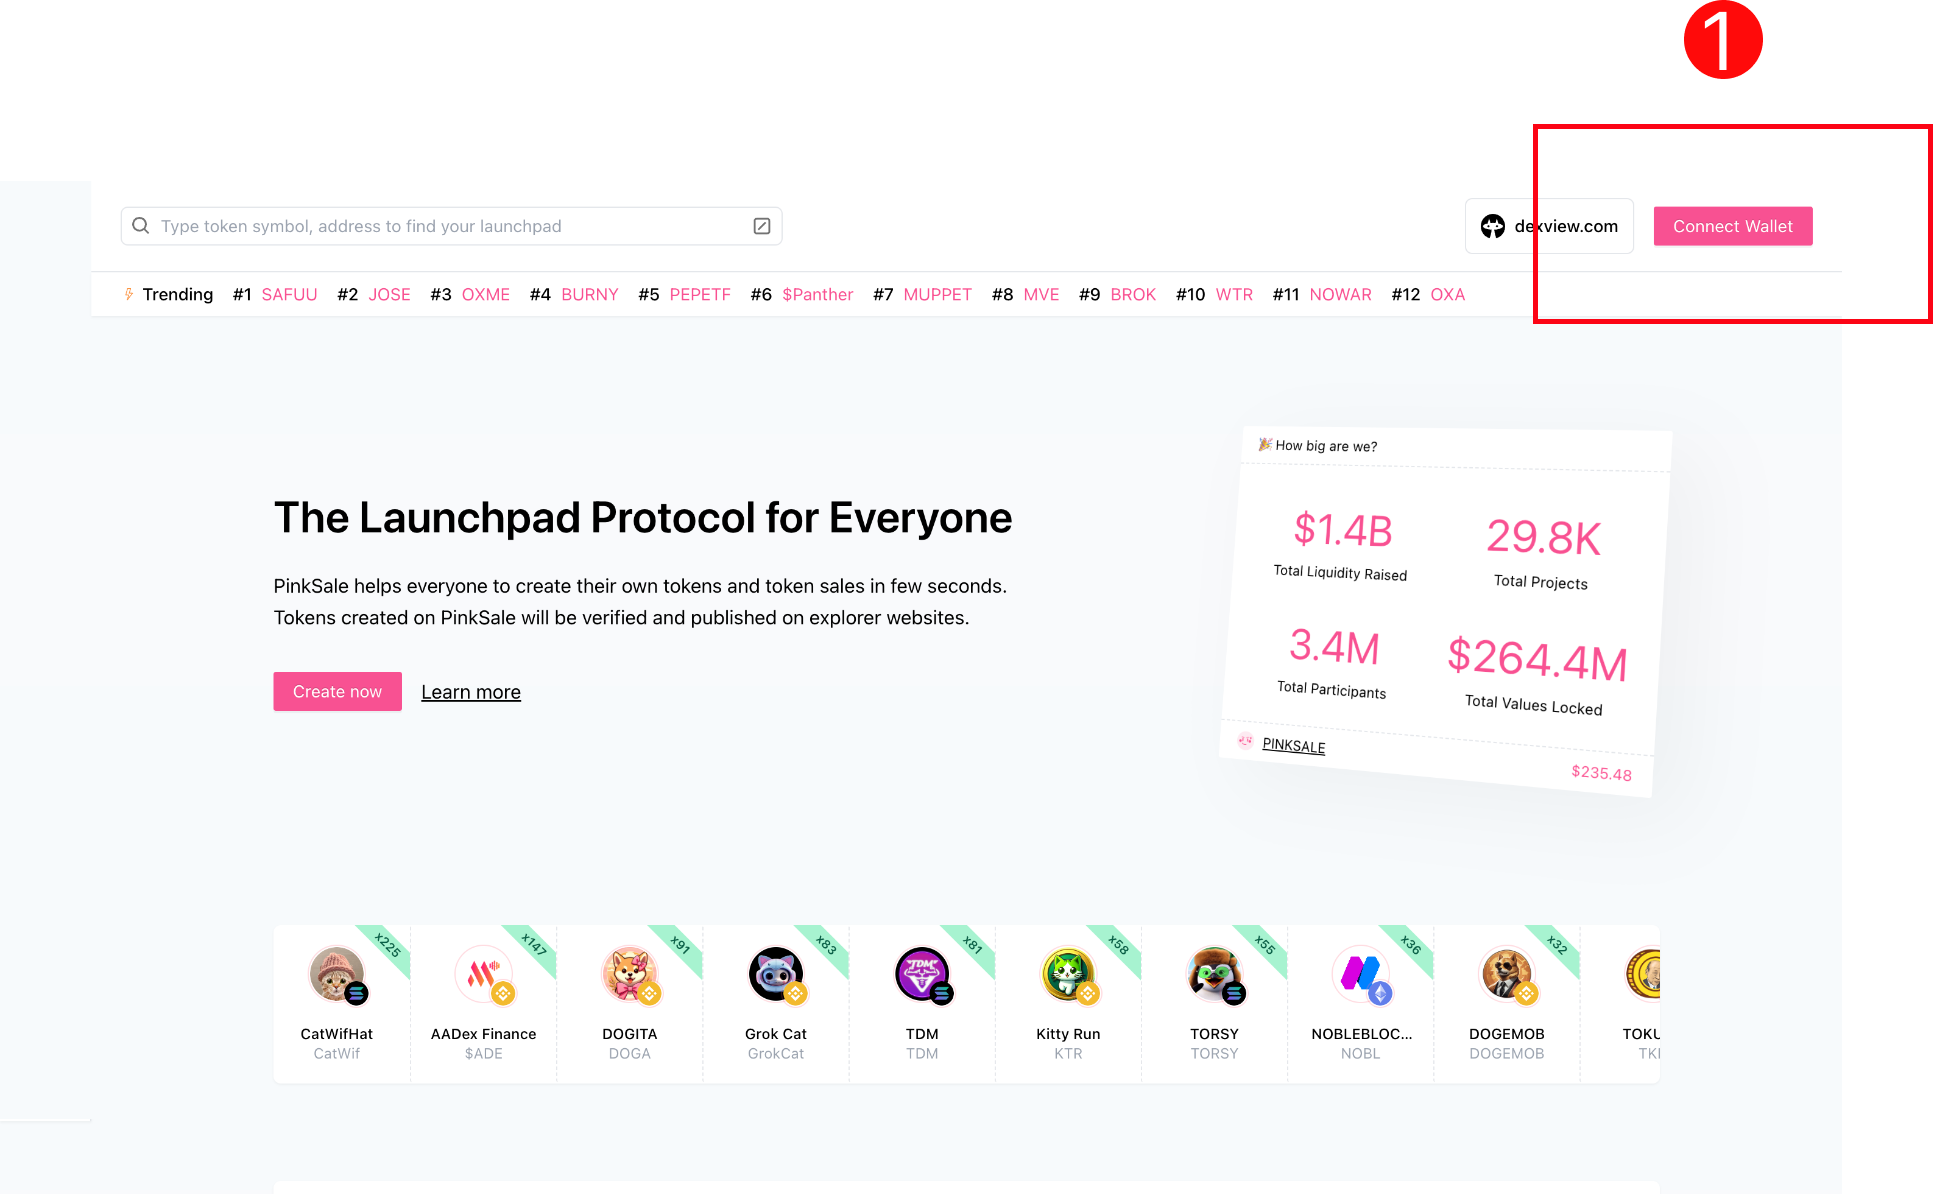 1
Type token symbol, address to find your launchpad
dexview.com
Connect Wallet
Trending #1 SAFUU #2 JOSE #3 OXME #4 BURNY #5 PEPETF #6 $Panther #7 MUPPET #8 MVE #9 BROK #10 WTR #11 NOWAR #12 OXA
The Launchpad Protocol for Everyone
PinkSale helps everyone to create their own tokens and token sales in few seconds.
Tokens created on PinkSale will be verified and published on explorer websites.
Create now
Learn more
How big are we?
$1.4B
Total Liquidity Raised
29.8K
Total Projects
3.4M
Total Participants
$264.4M
Total Values Locked
PINKSALE
$235.48
x225
CatWifHat
CatWif
x147
AADex Finance
$ADE
x91
DOGITA
DOGA
x83
Grok Cat
GrokCat
x81
TDM
TDM
TDM
x58
Kitty Run
KTR
x55
TORSY
TORSY
x36
NOBLEBLOC...
NOBL
x32
DOGEMOB
DOGEMOB